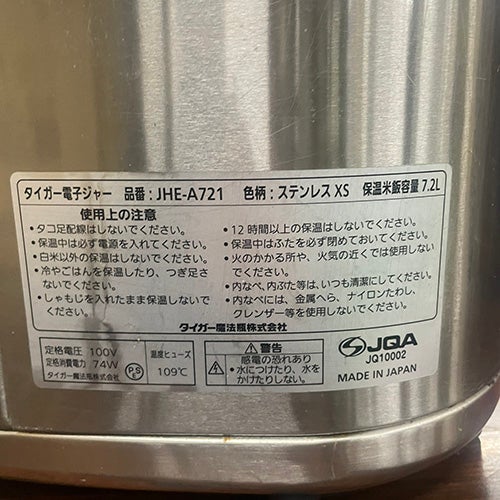 タイガー電子ジャー 品番：JHE-A721 色柄：ステンレス XS 保温米飯容量 7.2L
使用上の注意
・タコ足配線はしないでください。
・保温中は必ず電源を入れてください。
・白米以外の保温はしないでください。
・冷やごはんを保温したり、つぎ足さ
ないでください。
・しゃもじを入れたまま保温しないで
ください。
・12時間以上の保温はしないでください。
・保温中はふたを必ず閉めておいてください。
・火のかかる所や、火気の近くでは使用しない
でください。
・内なべ、内ぶた等は、いつも清潔にしてください。
・内なべには、金属へら、ナイロンたわし、
クレンザー等を使用しないでください。
タイガー魔法瓶株式会社
定格電圧 100V
定格消費電力 74W
タイガー魔法瓶株式会社
PSE
温度ヒューズ
109℃
警告
感電の恐れあり
・水につけたり、水を
かけたりしない。
JQA
JQ10002
MADE IN JAPAN